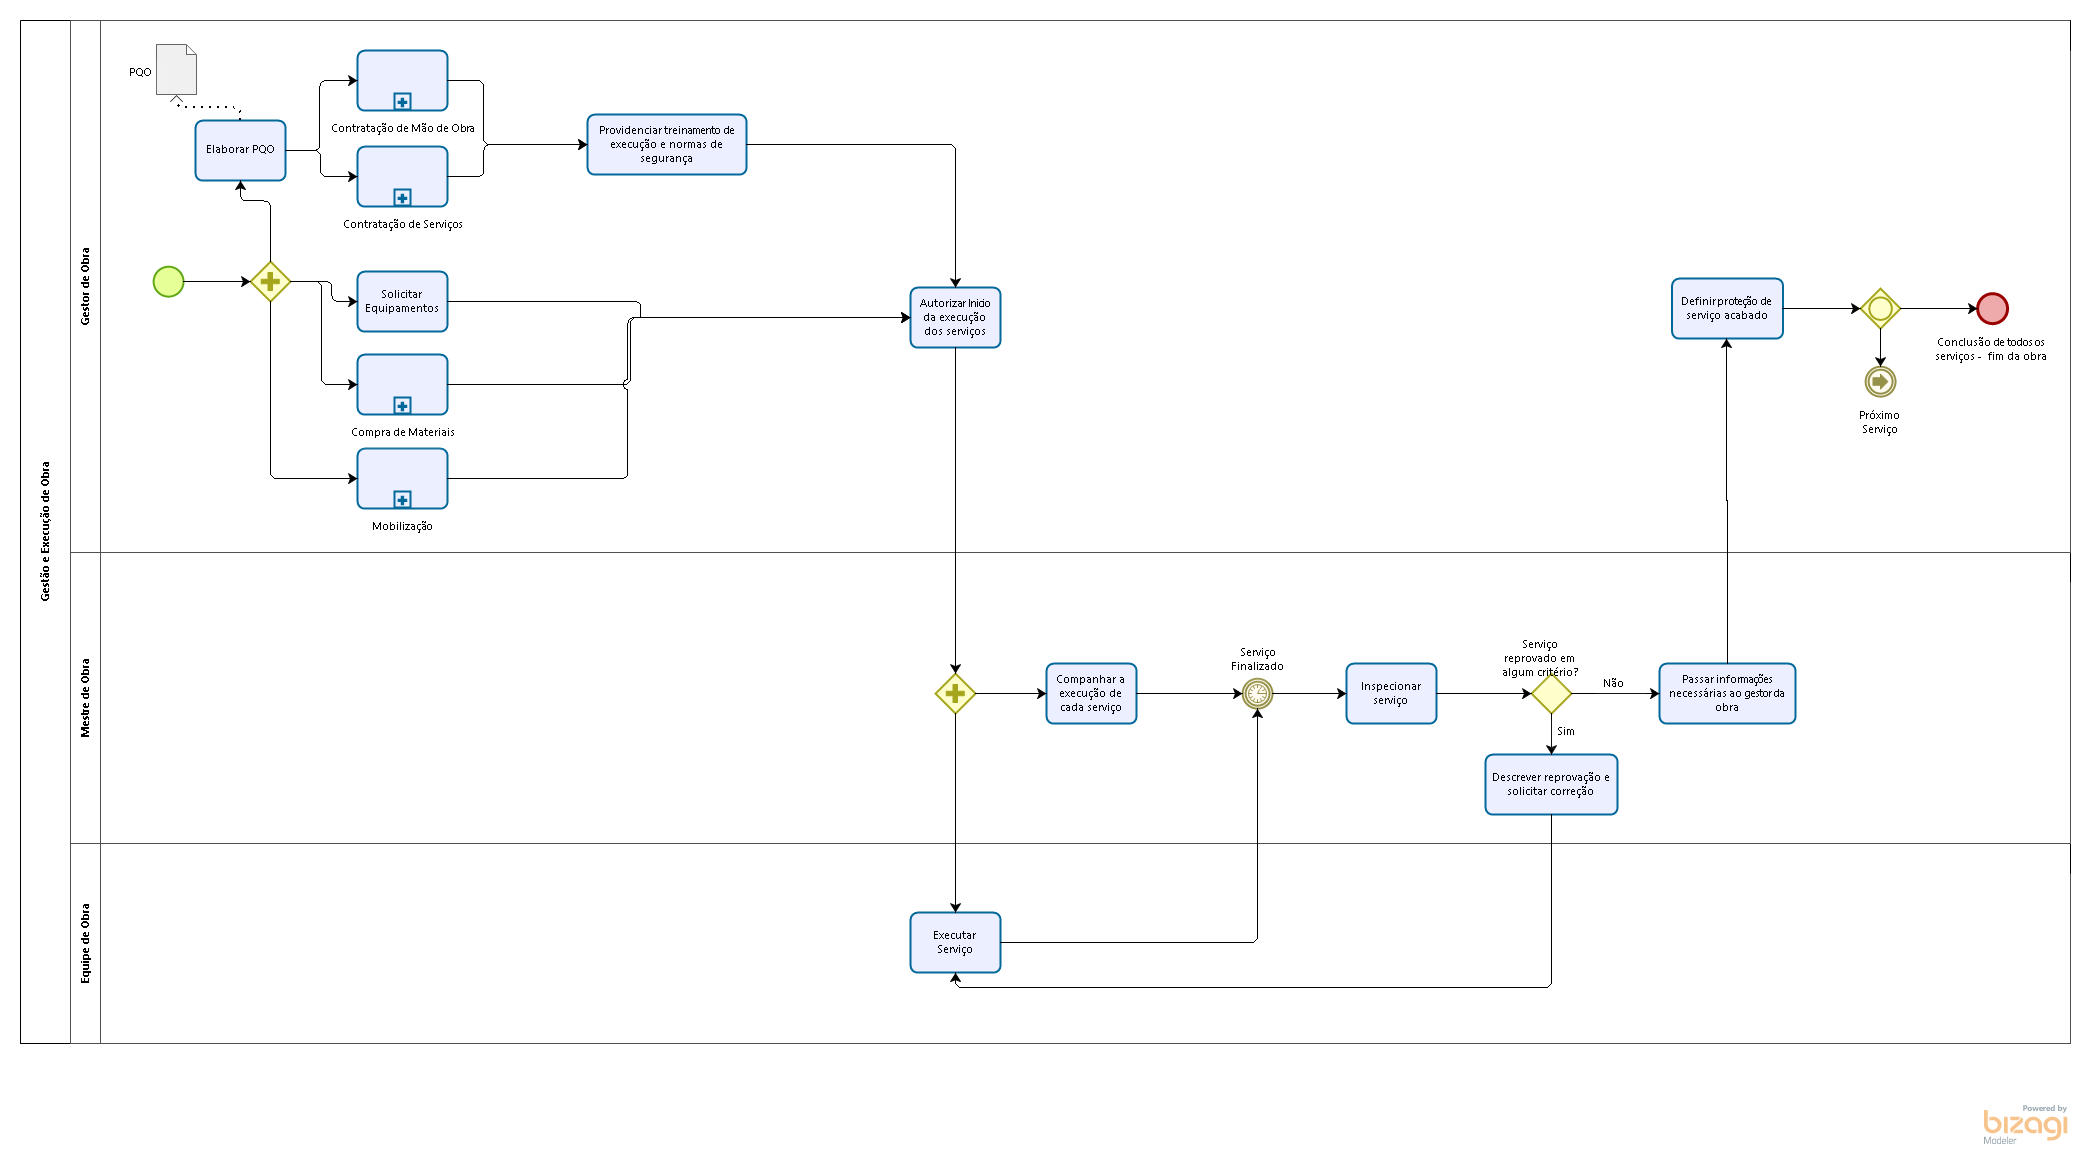 Gestão e Execução de Obra
Gestor de Obra
PQO
Elaborar PQO
Contratação de Mão de Obra
Contratação de Serviços
Providenciar treinamento de
execução e normas de
segurança
Solicitar
Equipamentos
Compra de Materiais
Mobilização
Autorizar Inicio
da execução
dos serviços
Definir proteção de
serviço acabado
Conclusão de todos os
serviços - fim da obra
Próximo
Serviço
Mestre de Obra
Companhar a
execução de
cada serviço
Serviço
Finalizado
Inspecionar
serviço
Serviço
reprovado em
algum critério?
Não
Sim
Passar informações
necessárias ao gestor da
obra
Descrever reprovação e
solicitar correção
Equipe de Obra
Executar
Serviço
Powered by
bizagi
Modeler